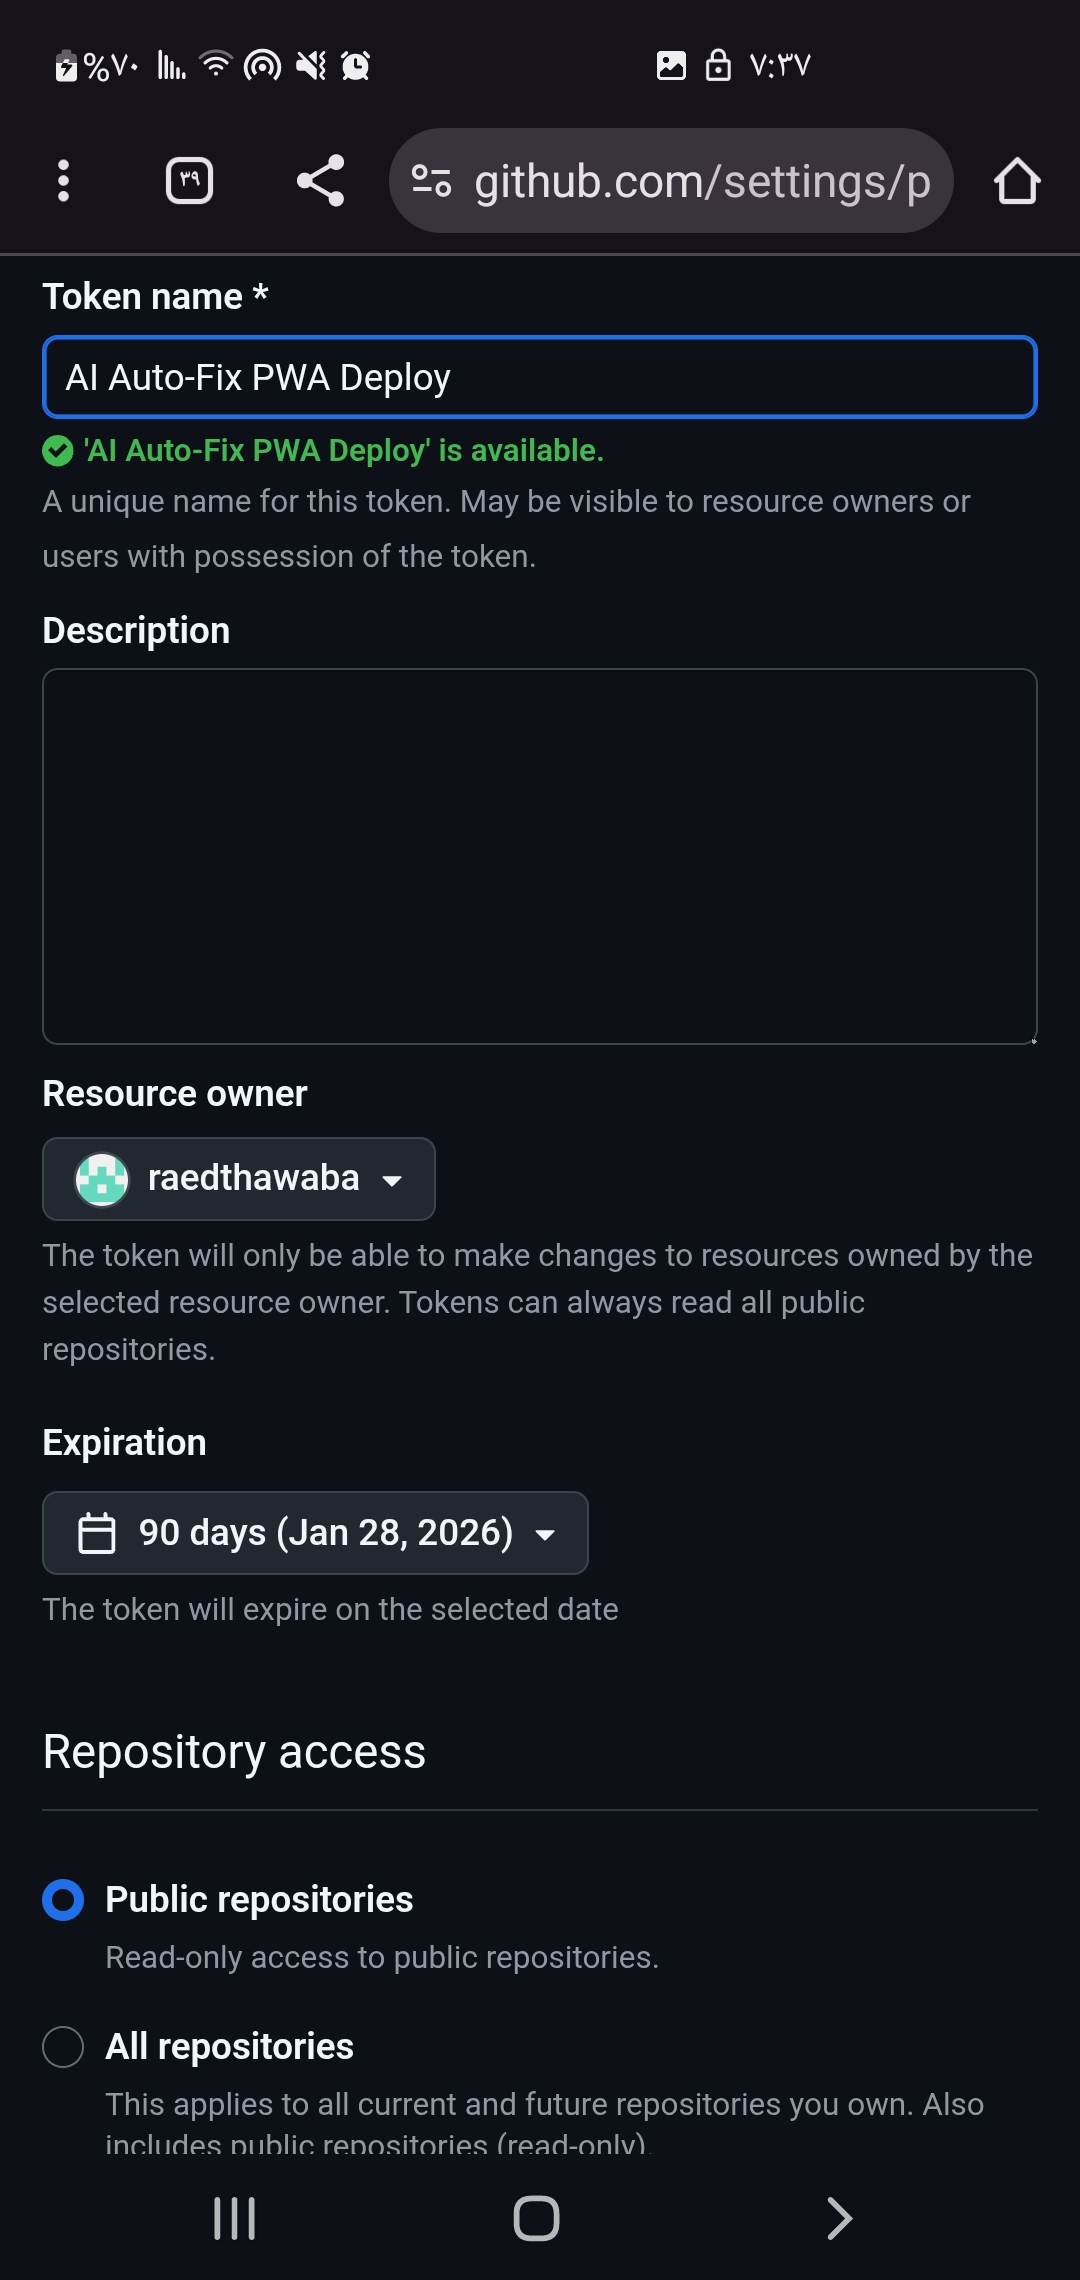 %٧٠ ٧:٣٧
٣٩ github.com/settings/p
Token name *
AI Auto-Fix PWA Deploy
'AI Auto-Fix PWA Deploy' is available.
A unique name for this token. May be visible to resource owners or
users with possession of the token.
Description
Resource owner
raedthawaba
The token will only be able to make changes to resources owned by the
selected resource owner. Tokens can always read all public
repositories.
Expiration
90 days (Jan 28, 2026)
The token will expire on the selected date
Repository access
Public repositories
Read-only access to public repositories.
All repositories
This applies to all current and future repositories you own. Also
includes public repositories (read-only).